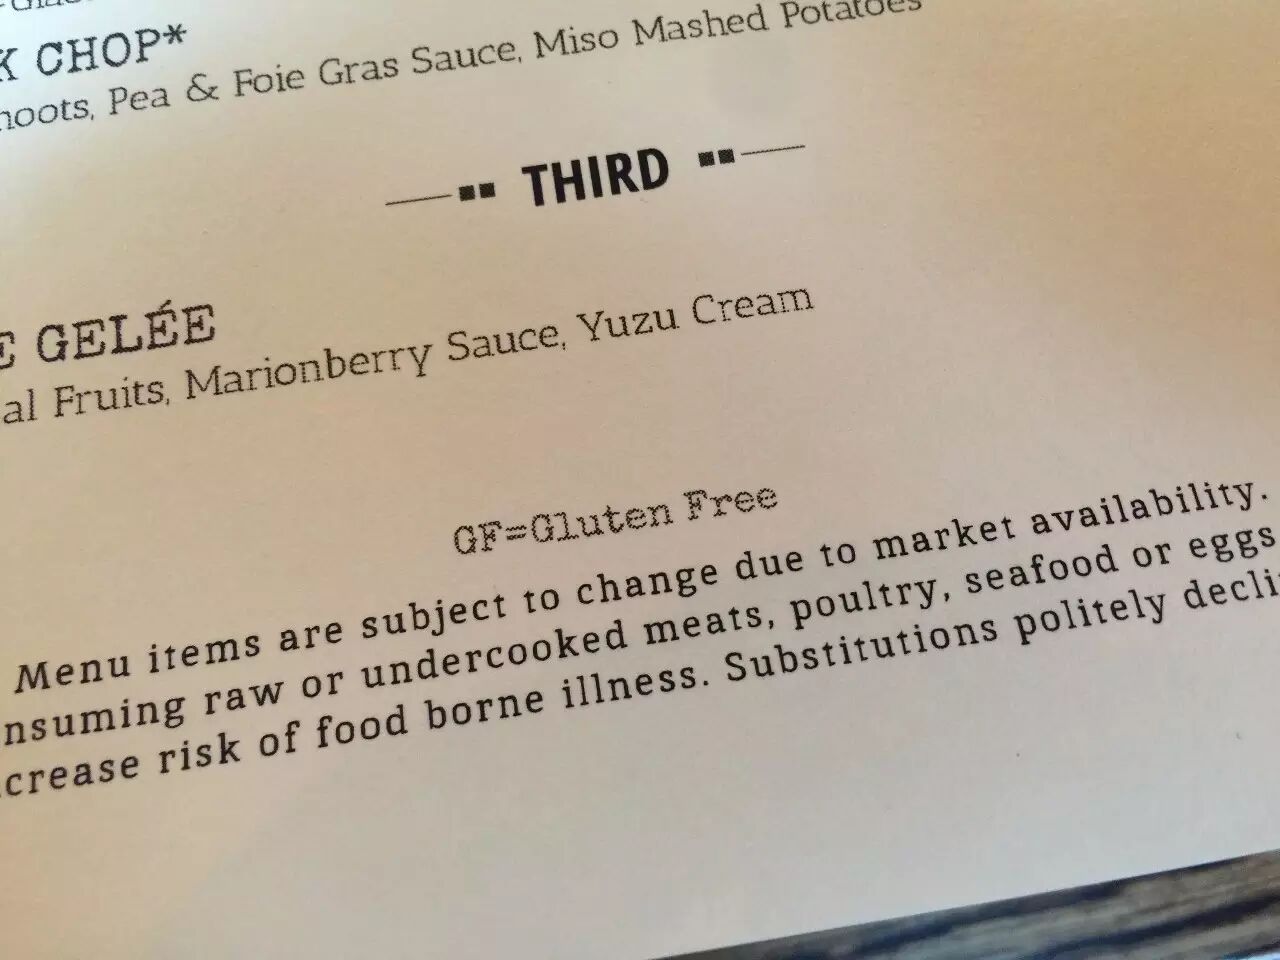 K CHOP*
hoots, Pea & Foie Gras Sauce, Miso Mashed Potatoes
THIRD
E GELÉE
al Fruits, Marionberry Sauce, Yuzu Cream
GF=Gluten Free
Menu items are subject to change due to market availability.
nsuming raw or undercooked meats, poultry, seafood or eggs
crease risk of food borne illness. Substitutions politely decli